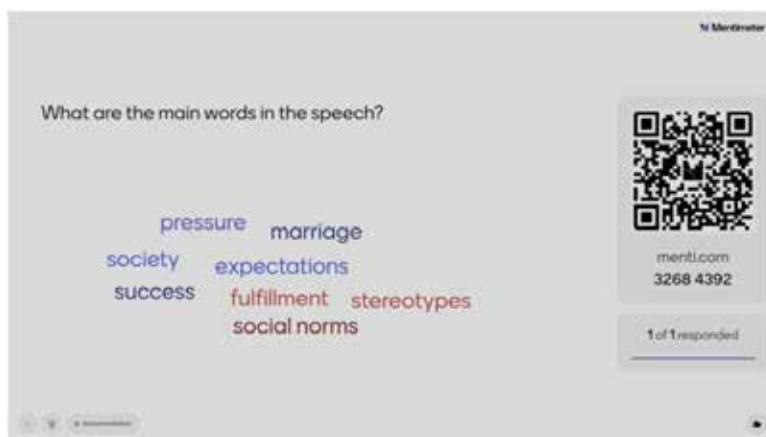 Mentimeter
What are the main words in the speech?
pressure
marriage
society
expectations
success
fulfillment
stereotypes
social norms
menti.com
3268 4392
1 of 1 responded